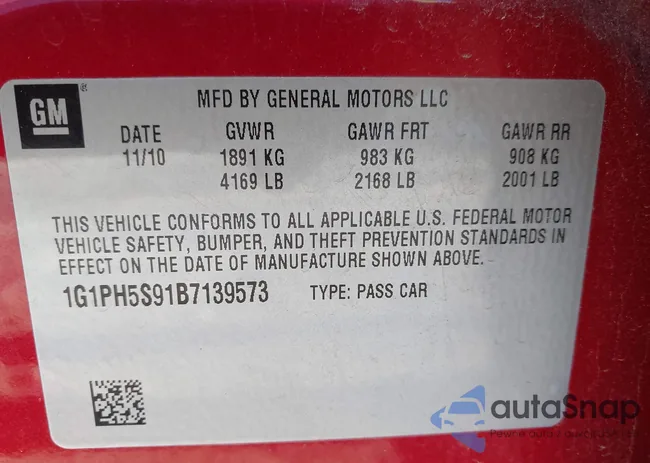 GM
®
MFD BY GENERAL MOTORS LLC
DATE GVWR GAWR FRT GAWR RR
11/10 1891 KG 983 KG 908 KG
4169 LB 2168 LB 2001 LB
THIS VEHICLE CONFORMS TO ALL APPLICABLE U.S. FEDERAL MOTOR
VEHICLE SAFETY, BUMPER, AND THEFT PREVENTION STANDARDS IN
EFFECT ON THE DATE OF MANUFACTURE SHOWN ABOVE.
1G1PH5S91B7139573 TYPE: PASS CAR
autaSnap
Pewne auta z